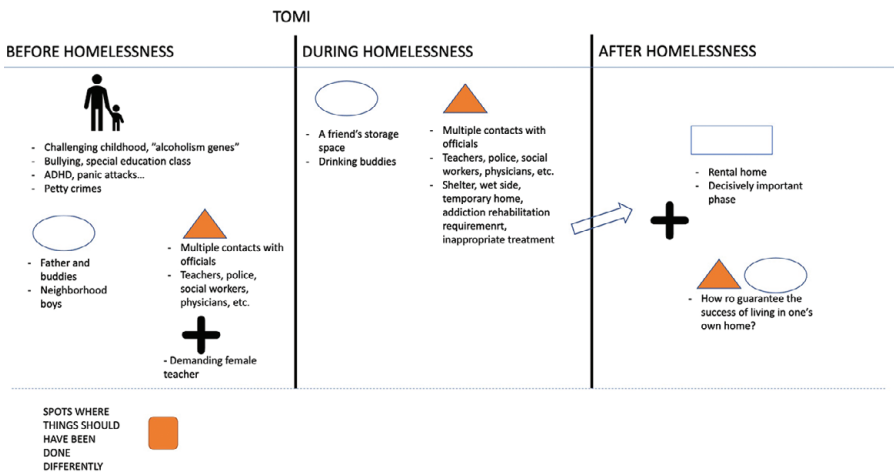 TOMI
BEFORE HOMELESSNESS
- Challenging childhood, "alcoholism genes"
- Bullying, special education class
- ADHD, panic attacks...
- Petty crimes
- Father and
buddies
- Neighborhood
boys
- Multiple contacts with
officials
- Teachers, police,
social workers,
physicians, etc.
- Demanding female
teacher
DURING HOMELESSNESS
- A friend's storage
space
- Drinking buddies
- Multiple contacts with
officials
- Teachers, police, social
workers, physicians, etc.
- Shelter, wet side,
temporary home,
addiction rehabilitation
requiremenrt,
inappropriate treatment
AFTER HOMELESSNESS
- Rental home
- Decisively important
phase
- How ro guarantee the
success of living in one's
own home?
SPOTS WHERE
THINGS SHOULD
HAVE BEEN
DONE
DIFFERENTLY